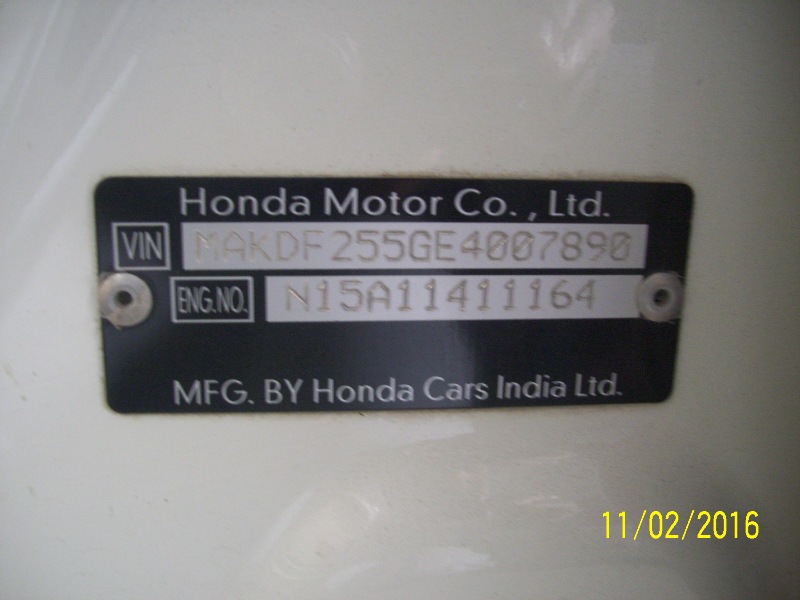 Honda Motor Co., Ltd.
VIN MAKDF255GE4007890
ENG.NO. N15A11411164
MFG. BY Honda Cars India Ltd.
11/02/2016